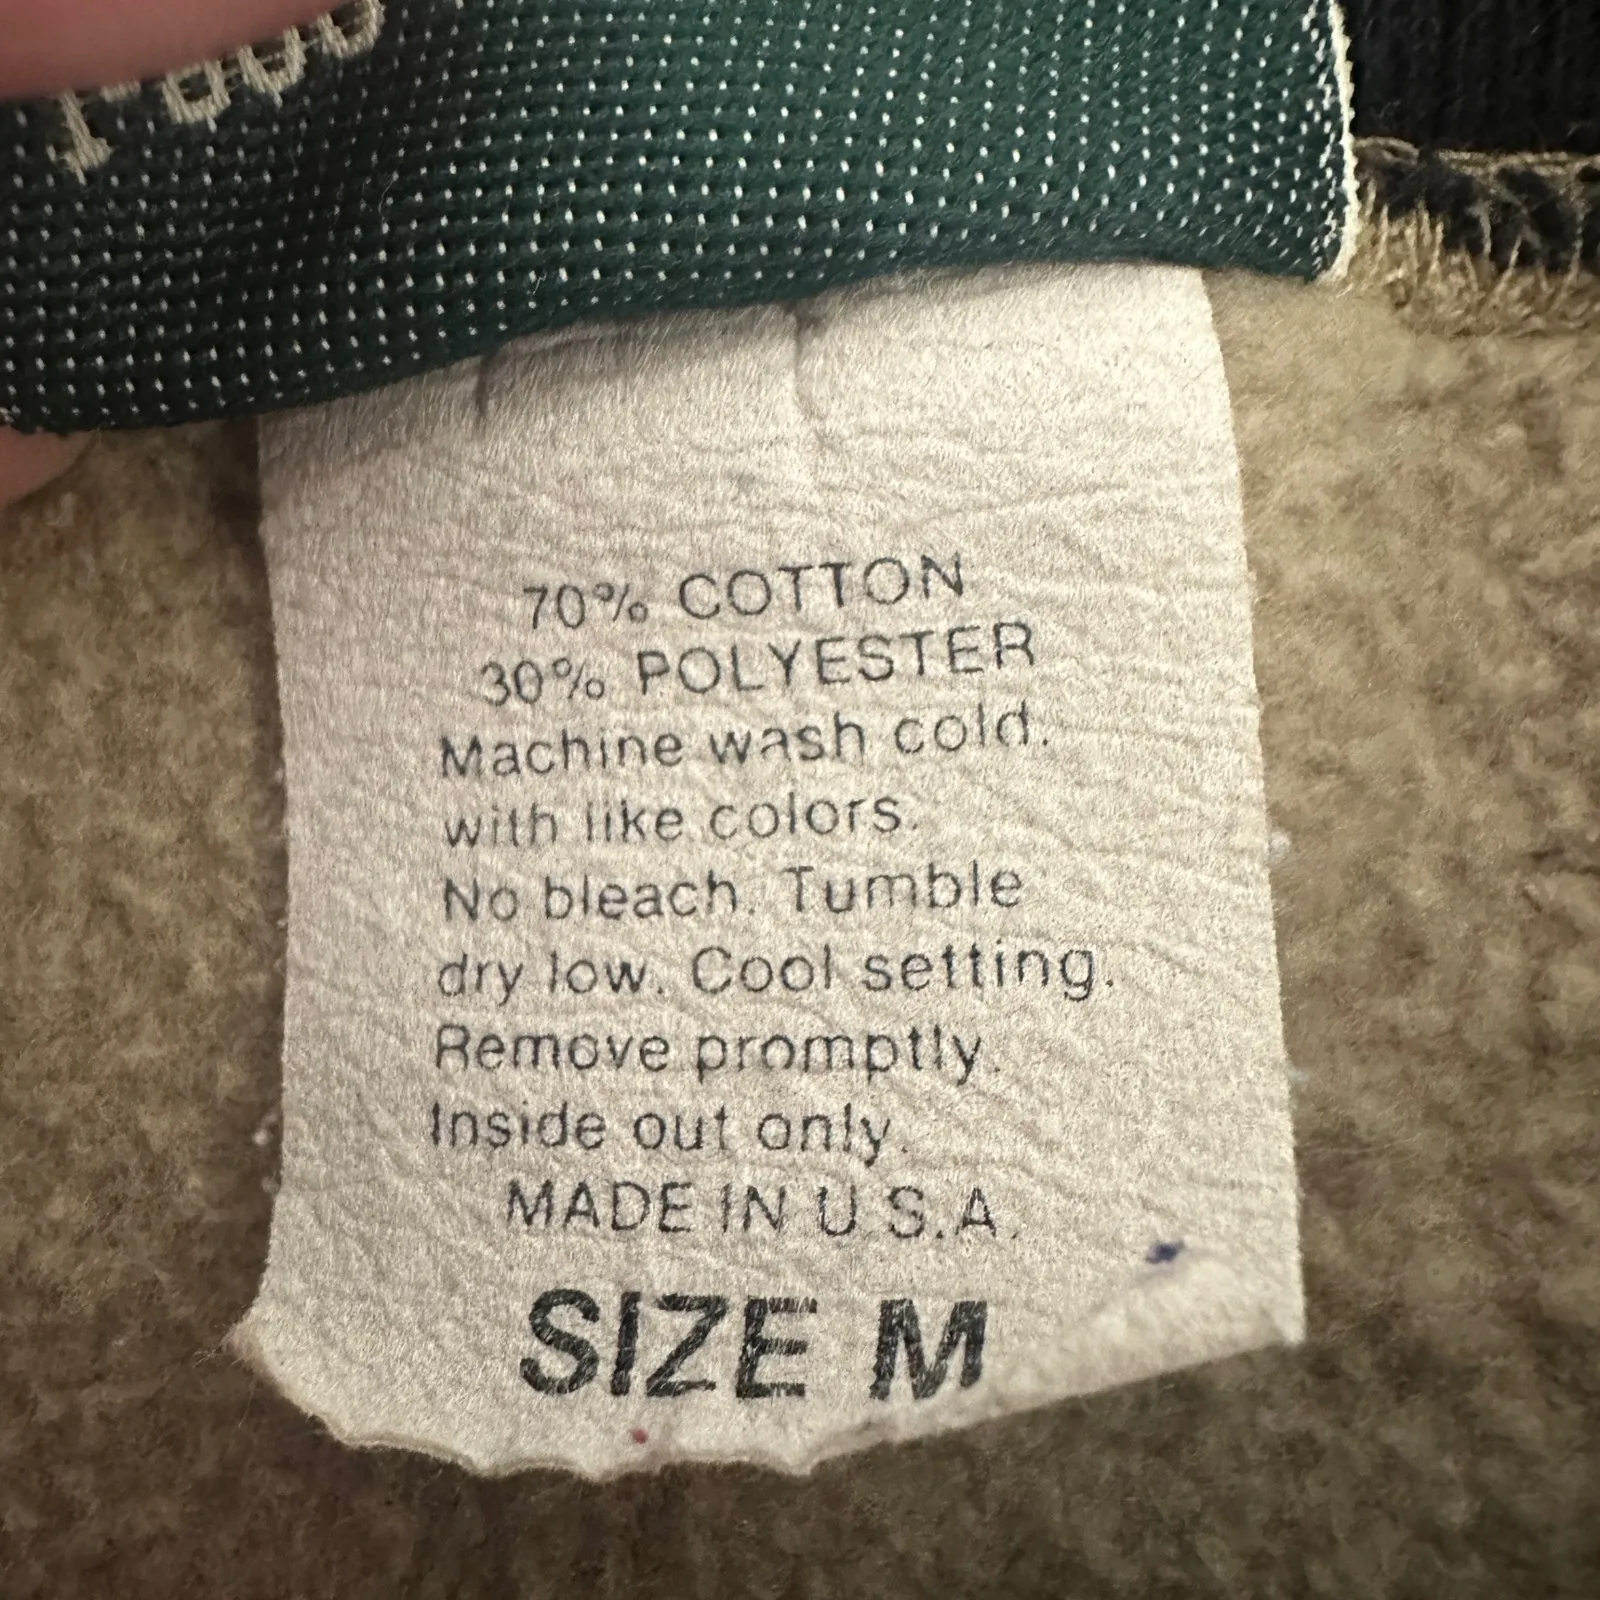 70% COTTON
30% POLYESTER
Machine wash cold.
with like colors.
No bleach. Tumble
dry low. Cool setting.
Remove promptly.
Inside out only.
MADE IN U.S.A.
SIZE M